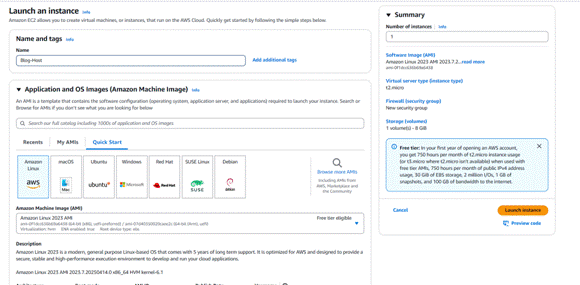 Launch an instance Info
Amazon EC2 allows you to create virtual machines, or instances, that run on the AWS Cloud. Quickly get started by following the simple steps below.
Name and tags Info
Name
Blog-Host
Add additional tags
Application and OS Images (Amazon Machine Image) Info
An AMI is a template that contains the software configuration (operating system, application server, and applications) required to launch your instance. Search or
Browse for AMIs if you don't see what you are looking for below
Search our full catalog including 1000s of application and OS images
Recents
My AMIs
Quick Start
Amazon
Linux
aws
macOS
Mac
Ubuntu
ubuntu
Windows
Microsoft
Red Hat
Red Hat
SUSE Linux
SUSE
Debian
debian
Browse more AMIs
Including AMIs from
AWS, Marketplace and
the Community
Amazon Machine Image (AMI)
Amazon Linux 2023 AMI
Free tier eligible
Virtualization: hvm ENA enabled: true Root device type: ebs
Description
Amazon Linux 2023 is a modern, general purpose Linux-based OS that comes with 5 years of long term support. It is optimized for AWS and designed to provide a
secure, stable and high-performance execution environment to develop and run your cloud applications.
Amazon Linux 2023 AMI 2023.7.20250414.0 x86_64 HVM kernel-6.1
Summary
Number of instances Info
1
Software Image (AMI)
Amazon Linux 2023 AMI 2023.7.2...read more
Virtual server type (instance type)
t2.micro
Firewall (security group)
New security group
Storage (volumes)
1 volume(s) - 8 GiB
Free tier: In your first year of opening an AWS account,
you get 750 hours per month of t2.micro instance usage
(or t3.micro where t2.micro isn't available) when used with
free tier AMIs, 750 hours per month of public IPv4 address
usage, 30 GiB of EBS storage, 2 million I/Os, 1 GB of
snapshots, and 100 GB of bandwidth to the internet.
Cancel
Launch instance
Preview code